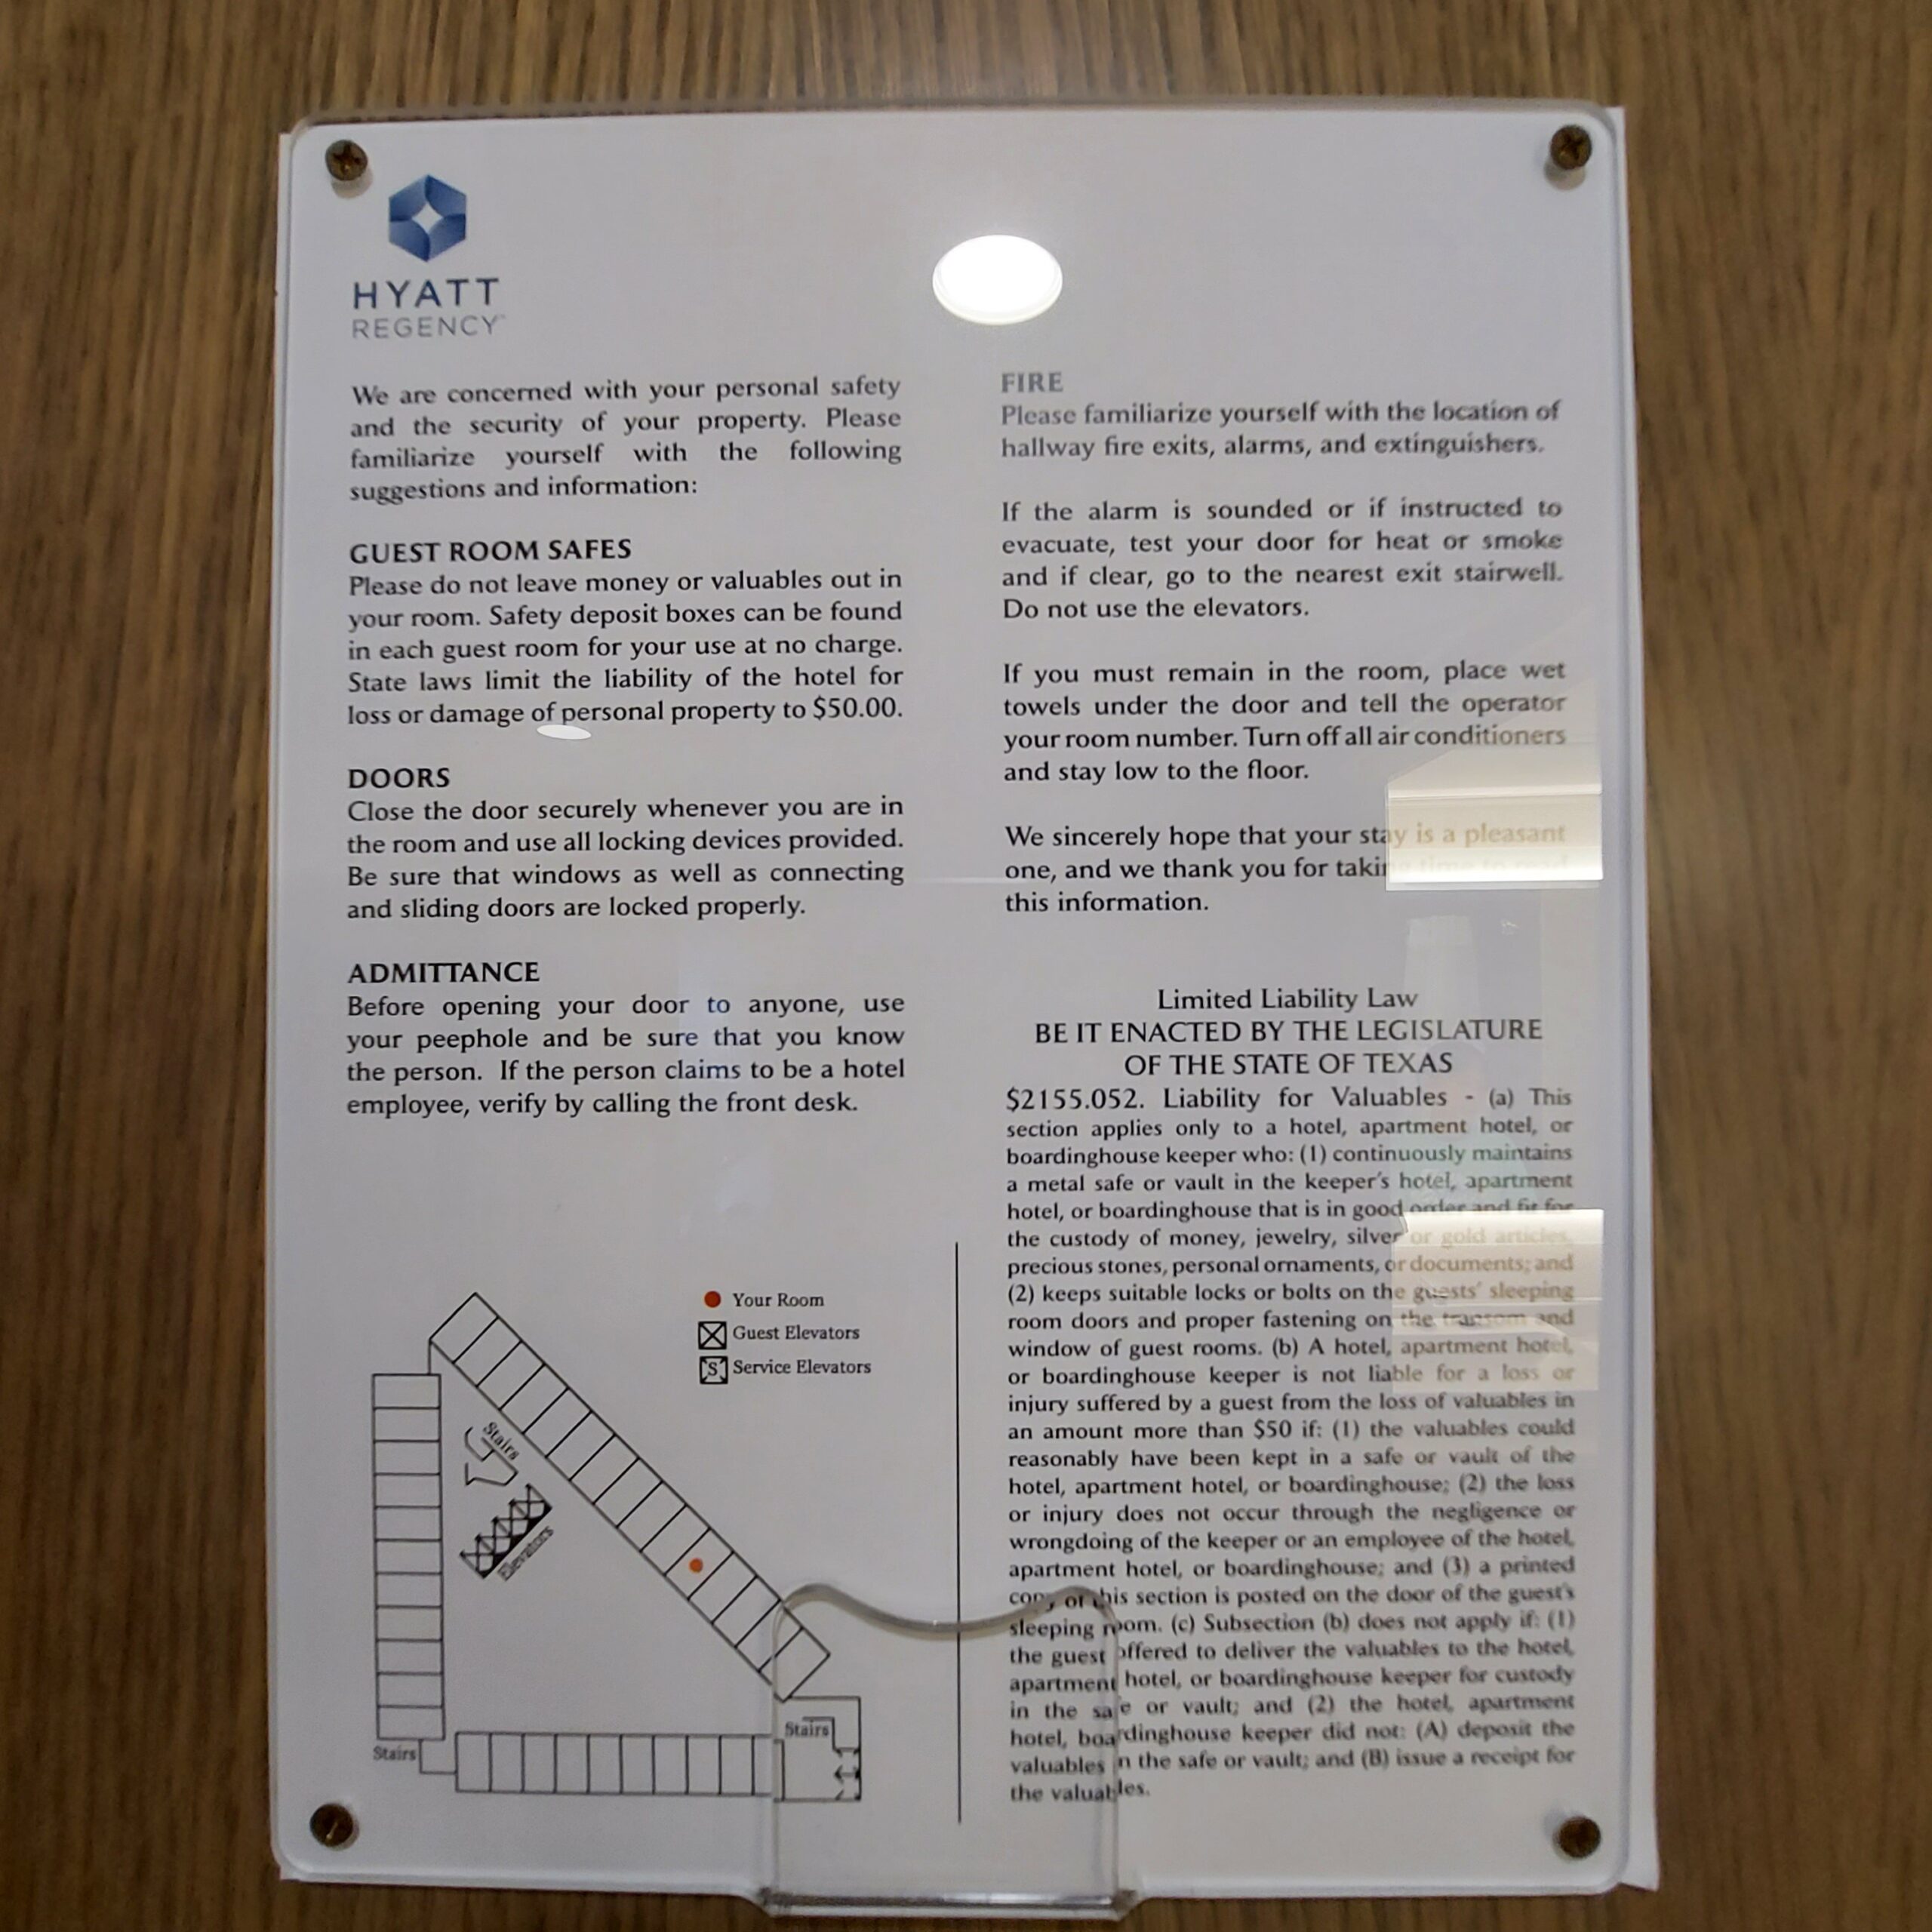 HYATT
REGENCY™
We are concerned with your personal safety
and the security of your property. Please
familiarize yourself with the following
suggestions and information:
GUEST ROOM SAFES
Please do not leave money or valuables out in
your room. Safety deposit boxes can be found
in each guest room for your use at no charge.
State laws limit the liability of the hotel for
loss or damage of personal property to $50.00.
DOORS
Close the door securely whenever you are in
the room and use all locking devices provided.
Be sure that windows as well as connecting
and sliding doors are locked properly.
ADMITTANCE
Before opening your door to anyone, use
your peephole and be sure that you know
the person. If the person claims to be a hotel
employee, verify by calling the front desk.
Your Room
Guest Elevators
S Service Elevators
Stairs
Elevators
Stairs
Stairs
FIRE
Please familiarize yourself with the location of
hallway fire exits, alarms, and extinguishers.
If the alarm is sounded or if instructed to
evacuate, test your door for heat or smoke
and if clear, go to the nearest exit stairwell.
Do not use the elevators.
If you must remain in the room, place wet
towels under the door and tell the operator
your room number. Turn off all air conditioners
and stay low to the floor.
We sincerely hope that your stay is a pleasant
one, and we thank you for taking time to read
this information.
Limited Liability Law
BE IT ENACTED BY THE LEGISLATURE
OF THE STATE OF TEXAS
$2155.052. Liability for Valuables - (a) This
section applies only to a hotel, apartment hotel, or
boardinghouse keeper who: (1) continuously maintains
a metal safe or vault in the keeper's hotel, apartment
hotel, or boardinghouse that is in good order and fit for
the custody of money, jewelry, silver or gold articles,
precious stones, personal ornaments, or documents; and
(2) keeps suitable locks or bolts on the guests' sleeping
room doors and proper fastening on the transom and
window of guest rooms. (b) A hotel, apartment hotel,
or boardinghouse keeper is not liable for a loss or
injury suffered by a guest from the loss of valuables in
an amount more than $50 if: (1) the valuables could
reasonably have been kept in a safe or vault of the
hotel, apartment hotel, or boardinghouse; (2) the loss
or injury does not occur through the negligence or
wrongdoing of the keeper or an employee of the hotel,
apartment hotel, or boardinghouse; and (3) a printed
copy of this section is posted on the door of the guest's
sleeping room. (c) Subsection (b) does not apply if: (1)
the guest offered to deliver the valuables to the hotel,
apartment hotel, or boardinghouse keeper for custody
in the safe or vault; and (2) the hotel, apartment
hotel, boardinghouse keeper did not: (A) deposit the
valuables in the safe or vault; and (B) issue a receipt for
the valuables.